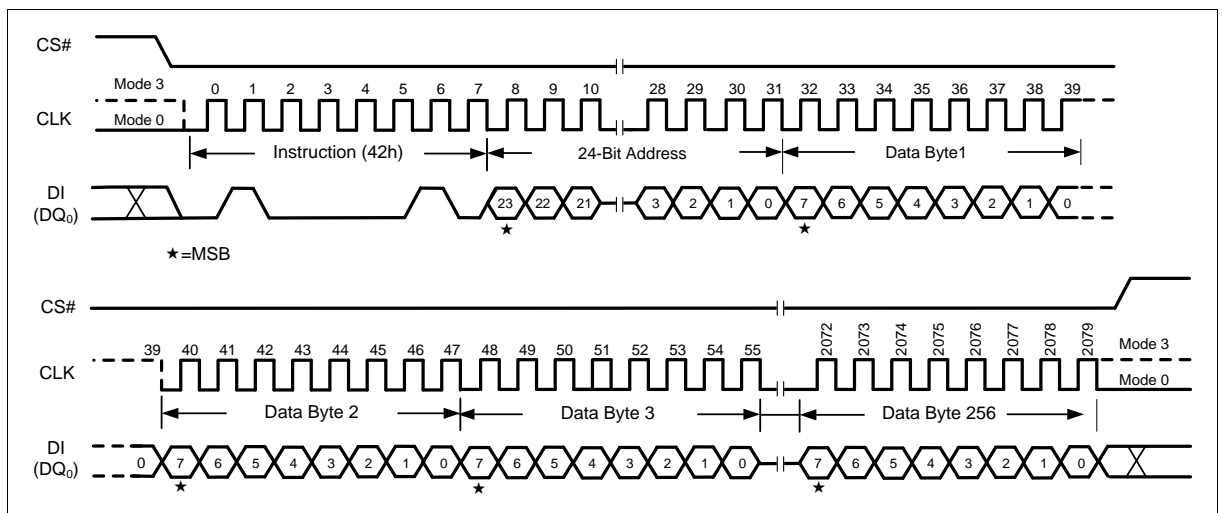 CS#
Mode 3
0 1 2 3 4 5 6 7 8 9 10 28 29 30 31 32 33 34 35 36 37 38 39
CLK
Mode 0
Instruction (42h) 24-Bit Address Data Byte1
DI
(DQ0)
23 22 21 3 2 1 0 7 6 5 4 3 2 1 0
★ ★
★=MSB
CS#
39 40 41 42 43 44 45 46 47 48 49 50 51 52 53 54 55 2072 2073 2074 2075 2076 2077 2078 2079
Mode 3
CLK
Mode 0
Data Byte 2 Data Byte 3 Data Byte 256
DI
(DQ0)
0 7 6 5 4 3 2 1 0 7 6 5 4 3 2 1 0 7 6 5 4 3 2 1 0
★ ★ ★